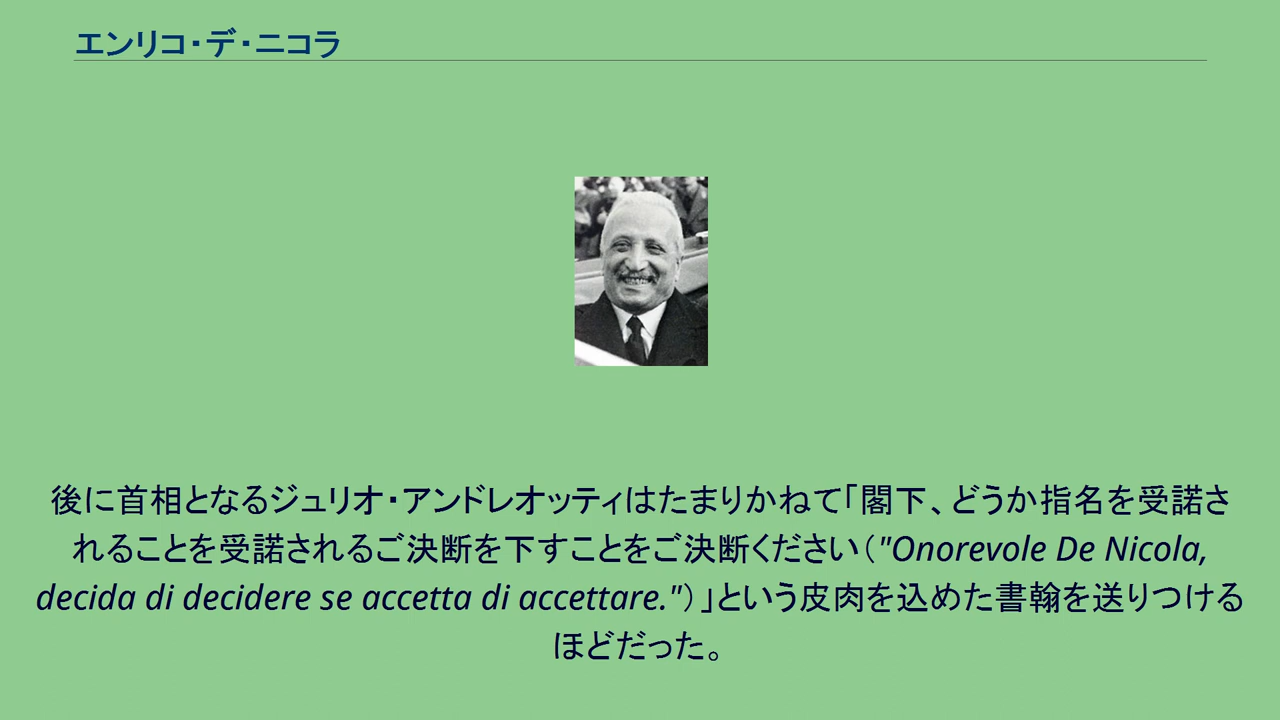 エンリコ・デ・ニコラ
後に首相となるジュリオ・アンドレオッティはたまりかねて「閣下、どうか指名を受諾さ
れることを受諾されるご決断を下すことをご決断ください（"Onorevole De Nicola,
decida di decidere se accetta di accettare."）」という皮肉を込めた書翰を送りつける
ほどだった。